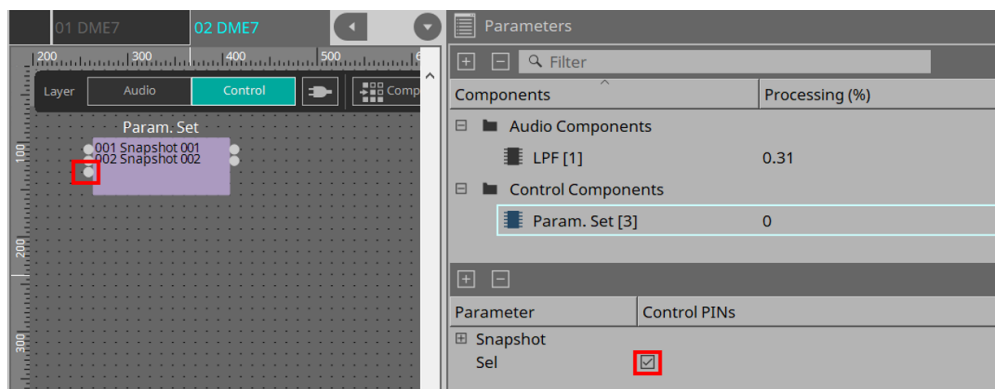 01 DME7
02 DME7
200 300 400 500
Layer Audio Control Comp
Param. Set
001 Snapshot 001
002 Snapshot 002
100
200
300
Parameters
Filter
Components Processing (%)
Audio Components
LPF [1] 0.31
Control Components
Param. Set [3] 0
Parameter Control PINs
Snapshot
Sel